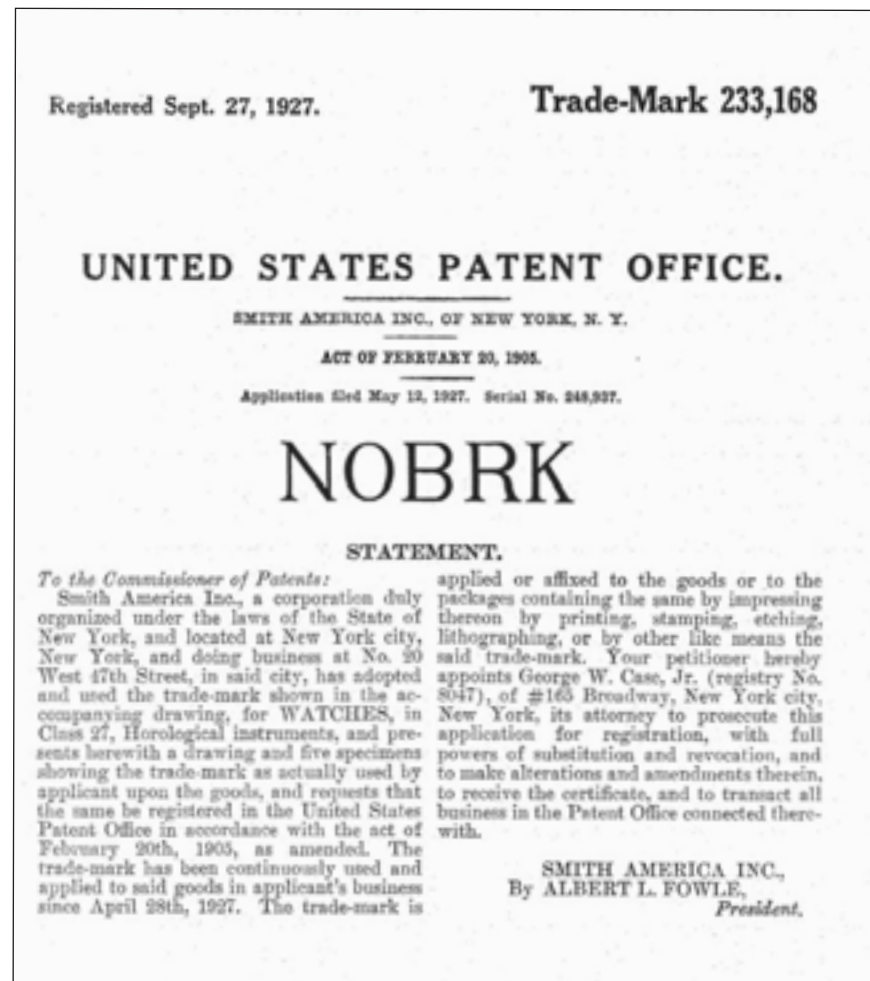 Registered Sept. 27, 1927.
Trade-Mark 233,168
UNITED STATES PATENT OFFICE.
SMITH AMERICA INC., OF NEW YORK, N. Y.
ACT OF FEBRUARY 20, 1905.
Application filed May 12, 1927. Serial No. 248,937.
NOBRK
STATEMENT.
To the Commissioner of Patents:
Smith America Inc., a corporation duly
organized under the laws of the State of
New York, and located at New York city,
New York, and doing business at No. 20
West 47th Street, in said city, has adopted
and used the trade-mark shown in the ac-
companying drawing, for WATCHES, in
Class 27, Horological instruments, and pre-
sents herewith a drawing and five specimens
showing the trade-mark as actually used by
applicant upon the goods, and requests that
the same be registered in the United States
Patent Office in accordance with the act of
February 20th, 1905, as amended. The
trade-mark has been continuously used and
applied to said goods in applicant's business
since April 28th, 1927. The trade-mark is
applied or affixed to the goods or to the
packages containing the same by impressing
thereon by printing, stamping, etching,
lithographing, or by other like means the
said trade-mark. Your petitioner hereby
appoints George W. Case, Jr. (registry No.
8047), of #165 Broadway, New York city,
New York, its attorney to prosecute this
application for registration, with full
powers of substitution and revocation, and
to make alterations and amendments therein,
to receive the certificate, and to transact all
business in the Patent Office connected there-
with.
SMITH AMERICA INC.,
By ALBERT L. FOWLE,
President.